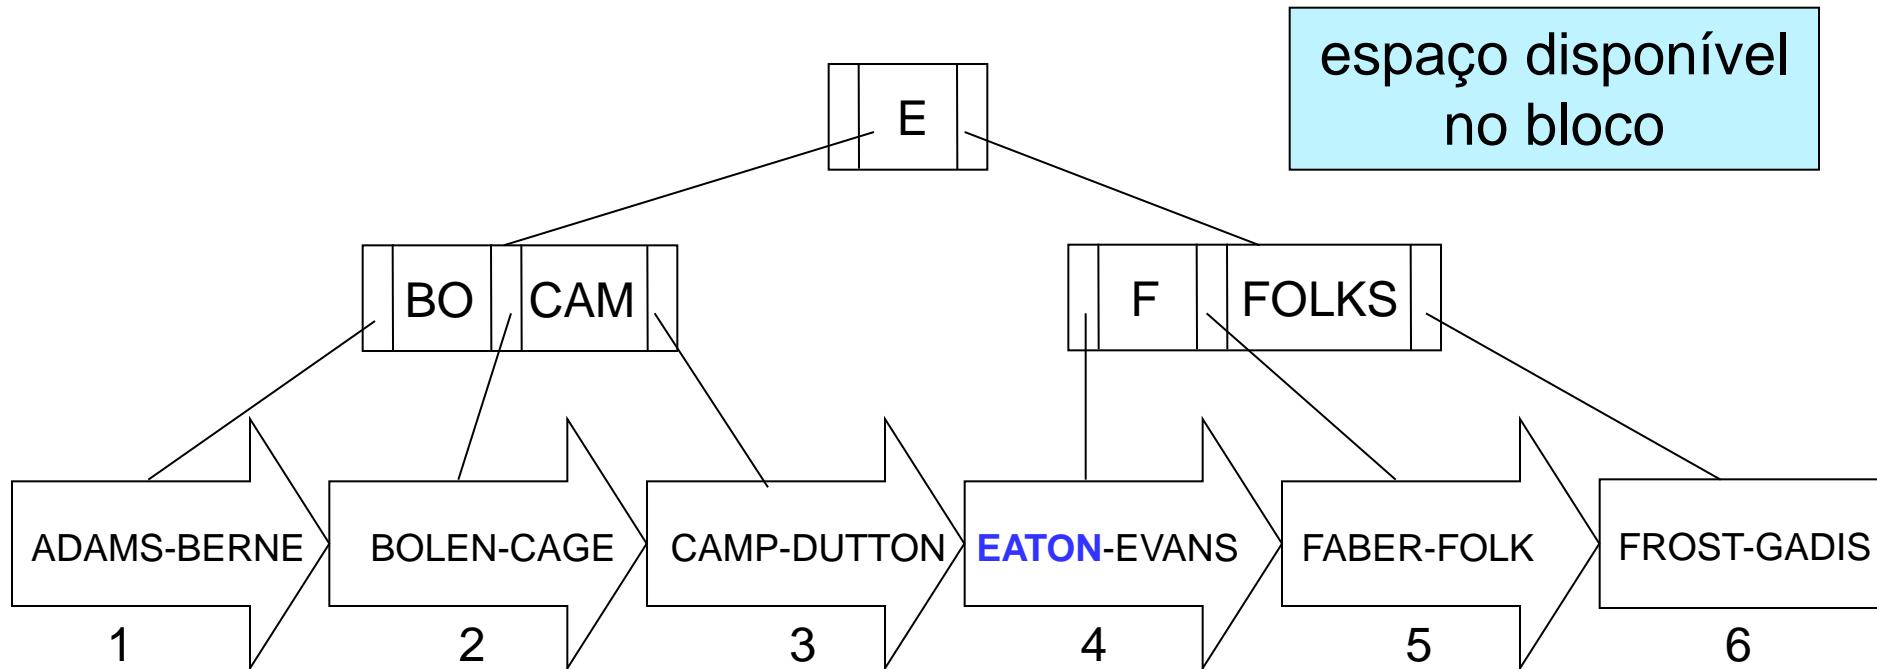 espaço disponível
no bloco
E
BO CAM
F FOLKS
ADAMS-BERNE BOLEN-CAGE CAMP-DUTTON EATON-EVANS FABER-FOLK FROST-GADIS
1 2 3 4 5 6